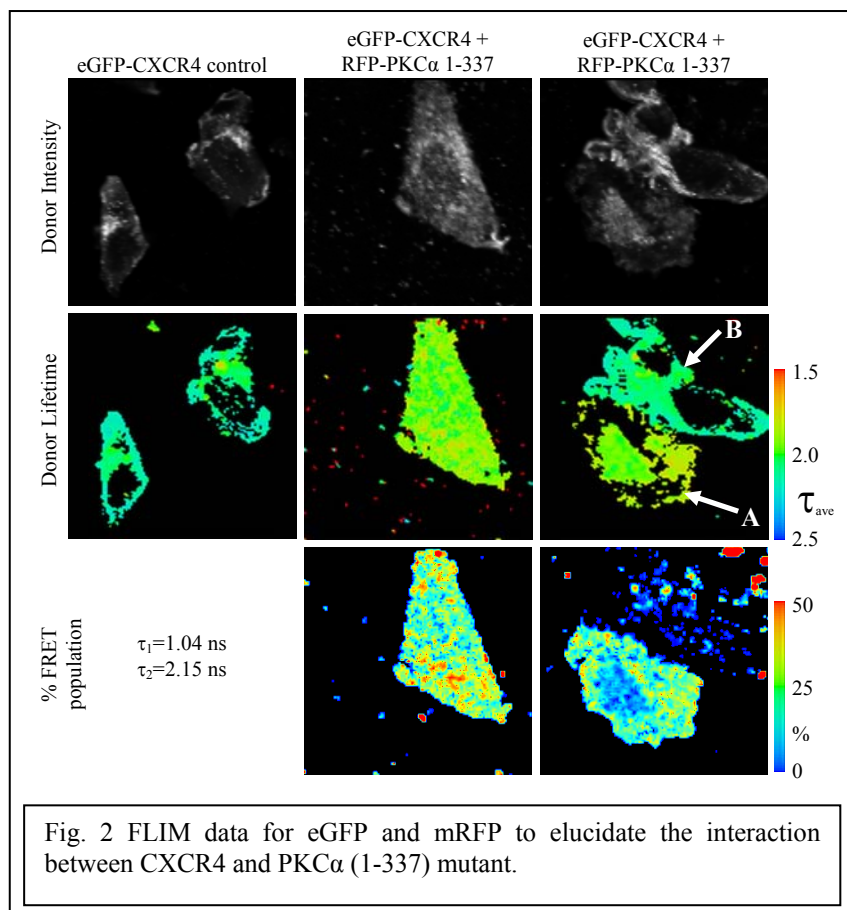 eGFP-CXCR4 control
eGFP-CXCR4 +
RFP-PKCα 1-337
eGFP-CXCR4 +
RFP-PKCα 1-337
Donor Intensity
Donor Lifetime
B
A
1.5
2.0
τave
2.5
% FRET
population
τ1=1.04 ns
τ2=2.15 ns
50
25
%
0
Fig. 2 FLIM data for eGFP and mRFP to elucidate the interaction
between CXCR4 and PKCα (1-337) mutant.